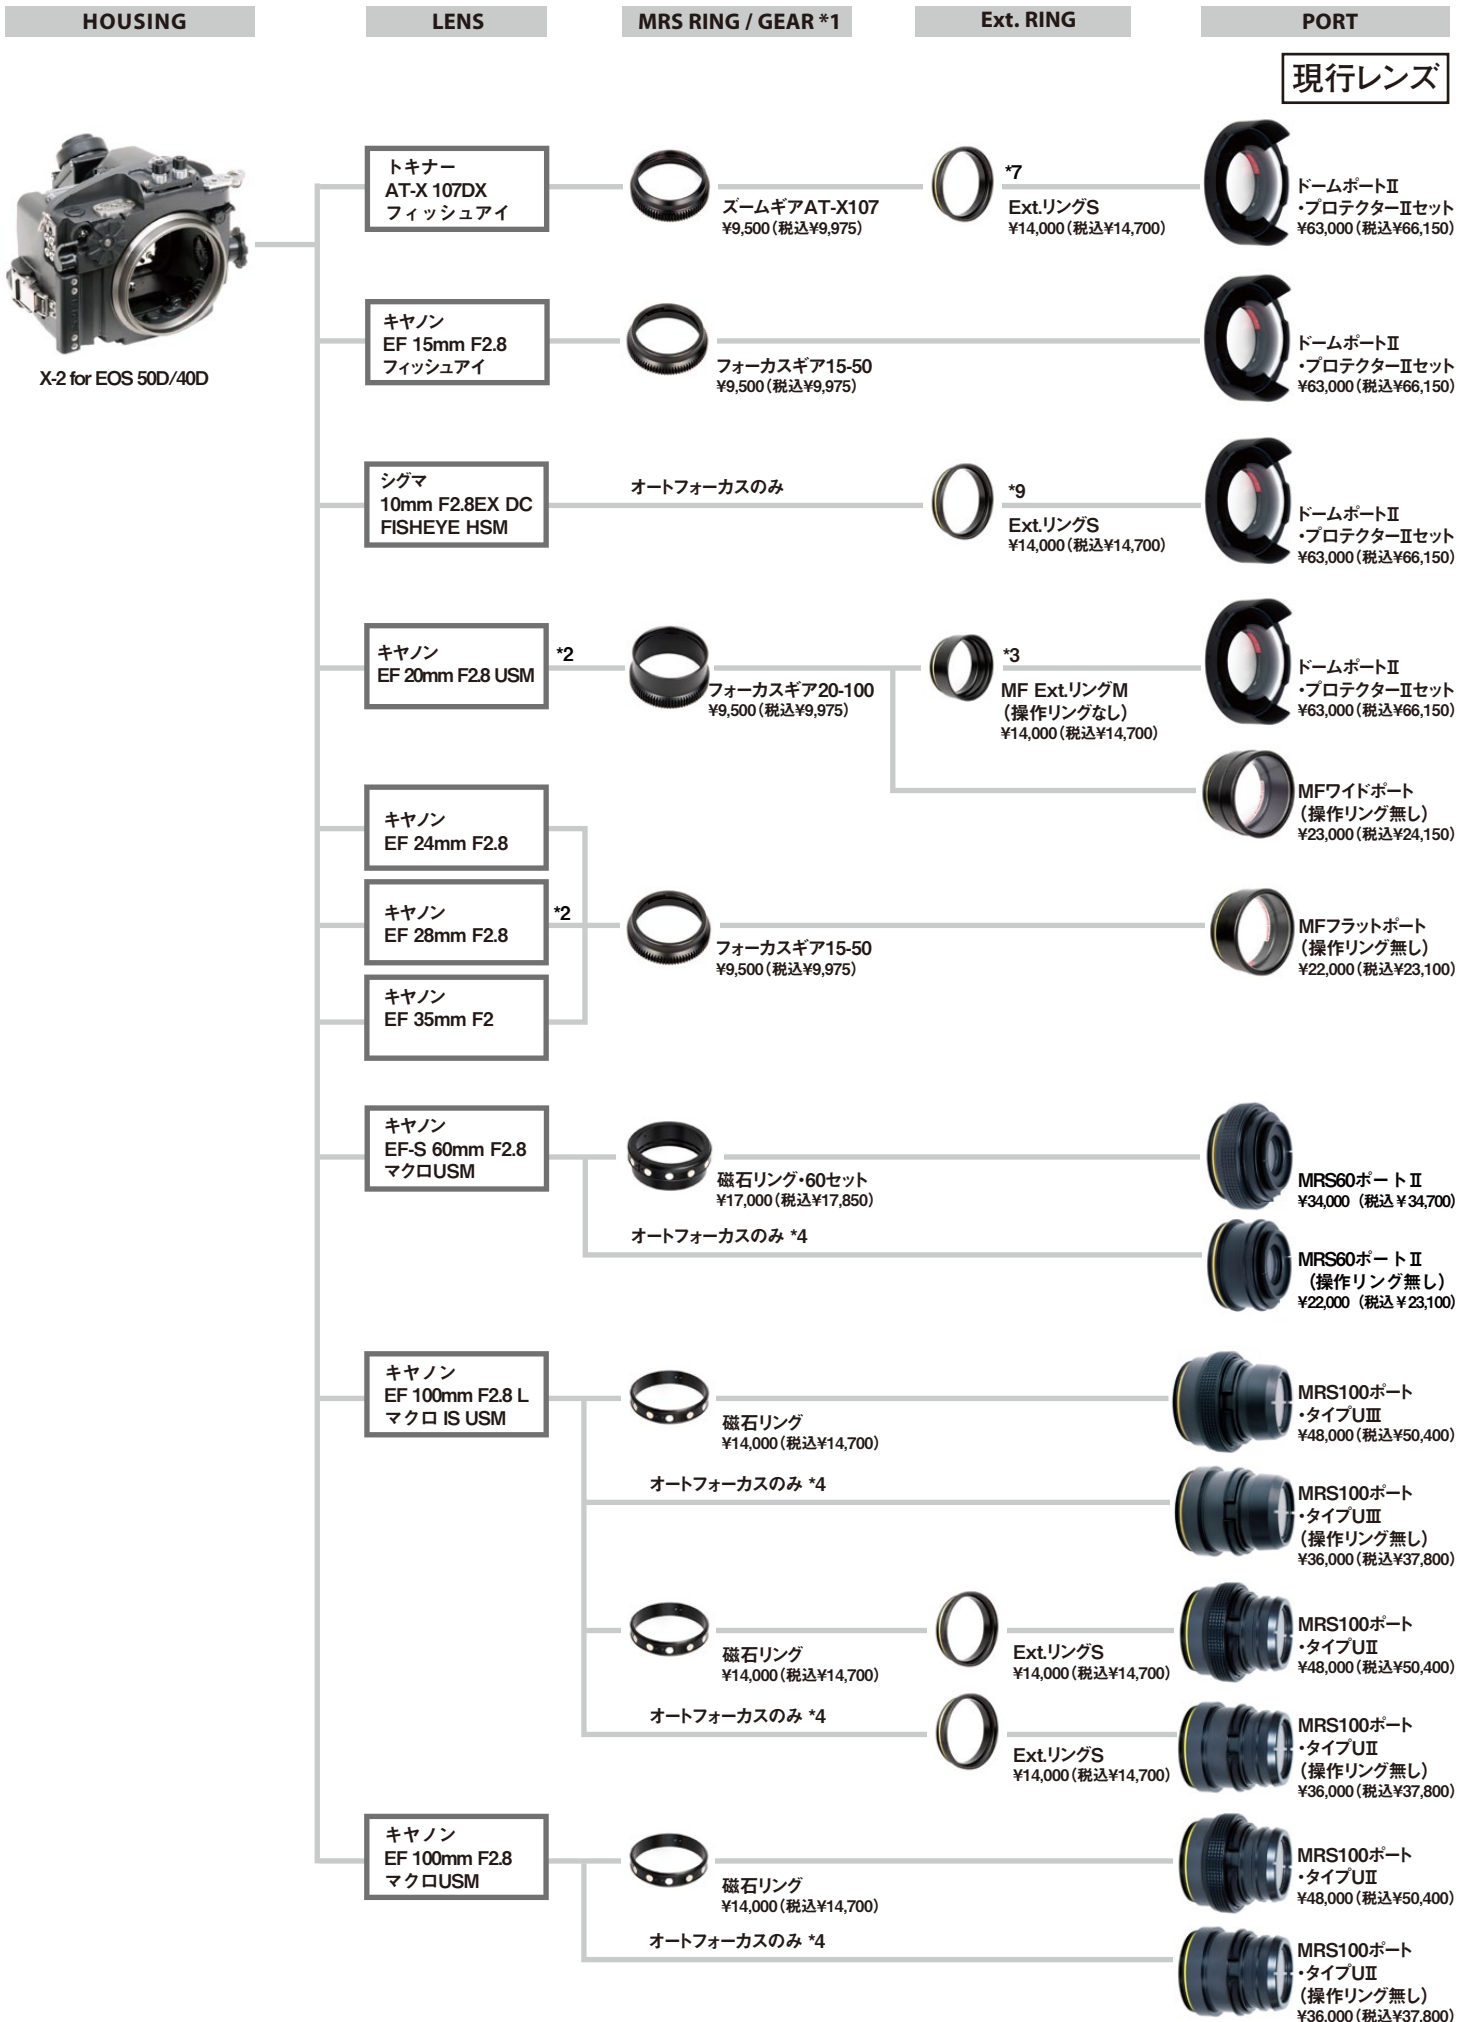 HOUSING
LENS
MRS RING / GEAR *1
Ext. RING
PORT
現行レンズ
X-2 for EOS 50D/40D
トキナー
AT-X 107DX
フィッシュアイ
ズームギアAT-X107
¥9,500(税込¥9,975)
*7
Ext.リングS
¥14,000(税込¥14,700)
ドームポートⅡ
・プロテクターⅡセット
¥63,000(税込¥66,150)
キヤノン
EF 15mm F2.8
フィッシュアイ
フォーカスギア15-50
¥9,500(税込¥9,975)
ドームポートⅡ
・プロテクターⅡセット
¥63,000(税込¥66,150)
シグマ
10mm F2.8EX DC
FISHEYE HSM
オートフォーカスのみ
*9
Ext.リングS
¥14,000(税込¥14,700)
ドームポートⅡ
・プロテクターⅡセット
¥63,000(税込¥66,150)
キヤノン
EF 20mm F2.8 USM
*2
フォーカスギア20-100
¥9,500(税込¥9,975)
*3
MF Ext.リングM
(操作リングなし)
¥14,000(税込¥14,700)
ドームポートⅡ
・プロテクターⅡセット
¥63,000(税込¥66,150)
MFワイドポート
(操作リング無し)
¥23,000(税込¥24,150)
キヤノン
EF 24mm F2.8
キヤノン
EF 28mm F2.8
*2
キヤノン
EF 35mm F2
フォーカスギア15-50
¥9,500(税込¥9,975)
MFフラットポート
(操作リング無し)
¥22,000(税込¥23,100)
キヤノン
EF-S 60mm F2.8
マクロUSM
磁石リング・60セット
¥17,000(税込¥17,850)
MRS60ポートⅡ
¥34,000 (税込¥34,700)
オートフォーカスのみ *4
MRS60ポートⅡ
(操作リング無し)
¥22,000 (税込¥23,100)
キヤノン
EF 100mm F2.8 L
マクロ IS USM
磁石リング
¥14,000(税込¥14,700)
MRS100ポート
・タイプUⅢ
¥48,000(税込¥50,400)
オートフォーカスのみ *4
MRS100ポート
・タイプUⅢ
(操作リング無し)
¥36,000(税込¥37,800)
磁石リング
¥14,000(税込¥14,700)
Ext.リングS
¥14,000(税込¥14,700)
MRS100ポート
・タイプUⅡ
¥48,000(税込¥50,400)
オートフォーカスのみ *4
Ext.リングS
¥14,000(税込¥14,700)
MRS100ポート
・タイプUⅡ
(操作リング無し)
¥36,000(税込¥37,800)
キヤノン
EF 100mm F2.8
マクロUSM
磁石リング
¥14,000(税込¥14,700)
MRS100ポート
・タイプUⅡ
¥48,000(税込¥50,400)
オートフォーカスのみ *4
MRS100ポート
・タイプUⅡ
(操作リング無し)
¥36,000(税込¥37,800)